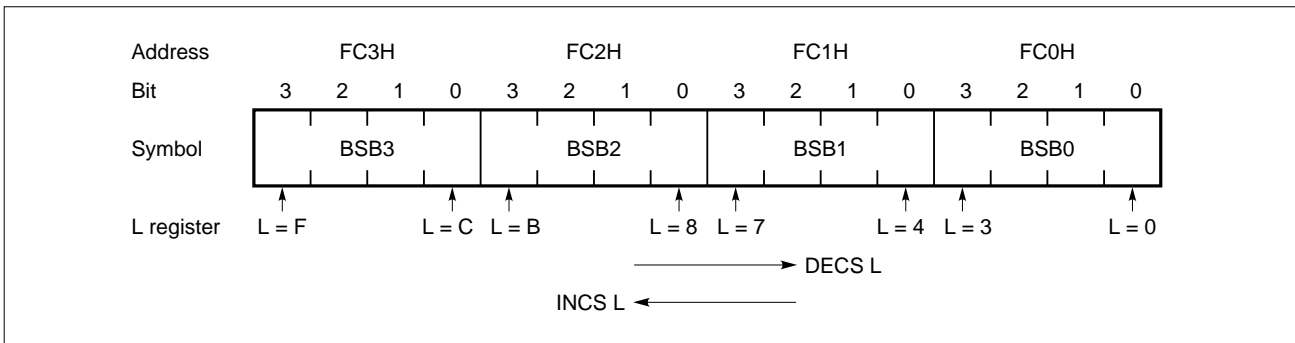 Address FC3H FC2H FC1H FC0H
Bit 3 2 1 0 3 2 1 0 3 2 1 0 3 2 1 0
Symbol BSB3 BSB2 BSB1 BSB0
L register L = F L = C L = B L = 8 L = 7 L = 4 L = 3 L = 0
DECS L
INCS L